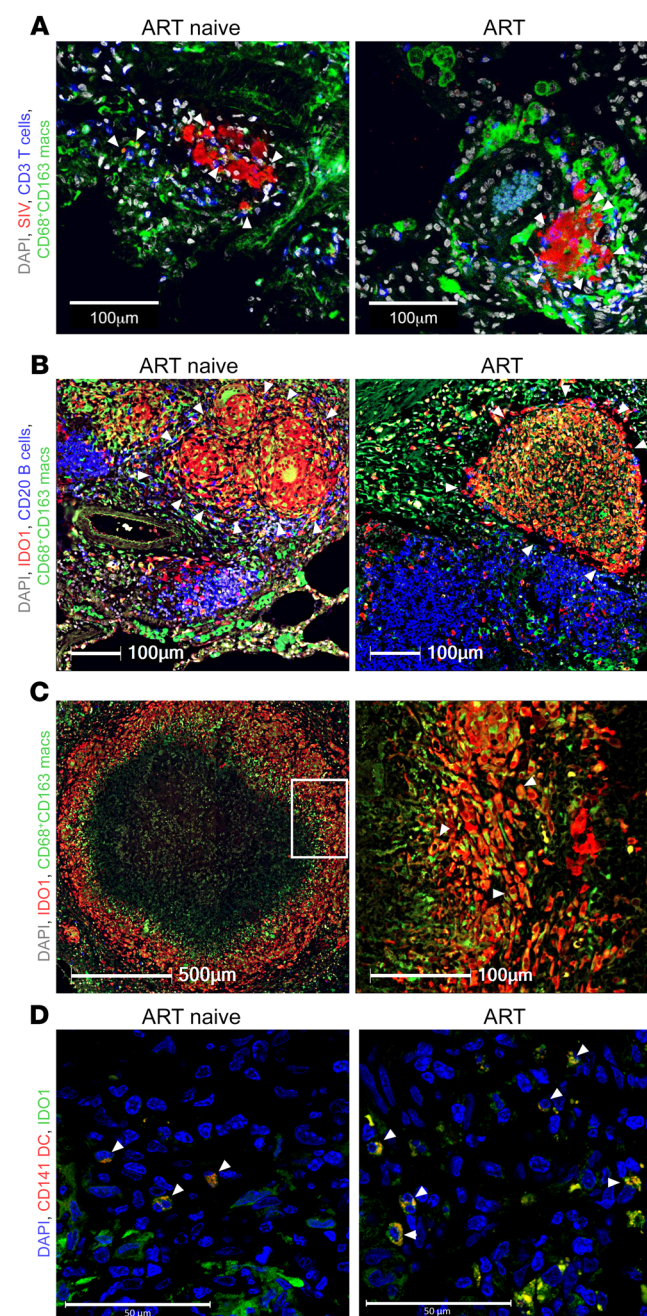 A
ART naive
ART
DAPI, SIV, CD3 T cells,
CD68⁺CD163 macs
100μm
100μm
B
ART naive
ART
DAPI, IDO1, CD20 B cells,
CD68⁺CD163 macs
100μm
100μm
C
DAPI, IDO1, CD68⁺CD163 macs
500μm
100μm
D
ART naive
ART
DAPI, CD141 DC, IDO1
50 μm
50 μm